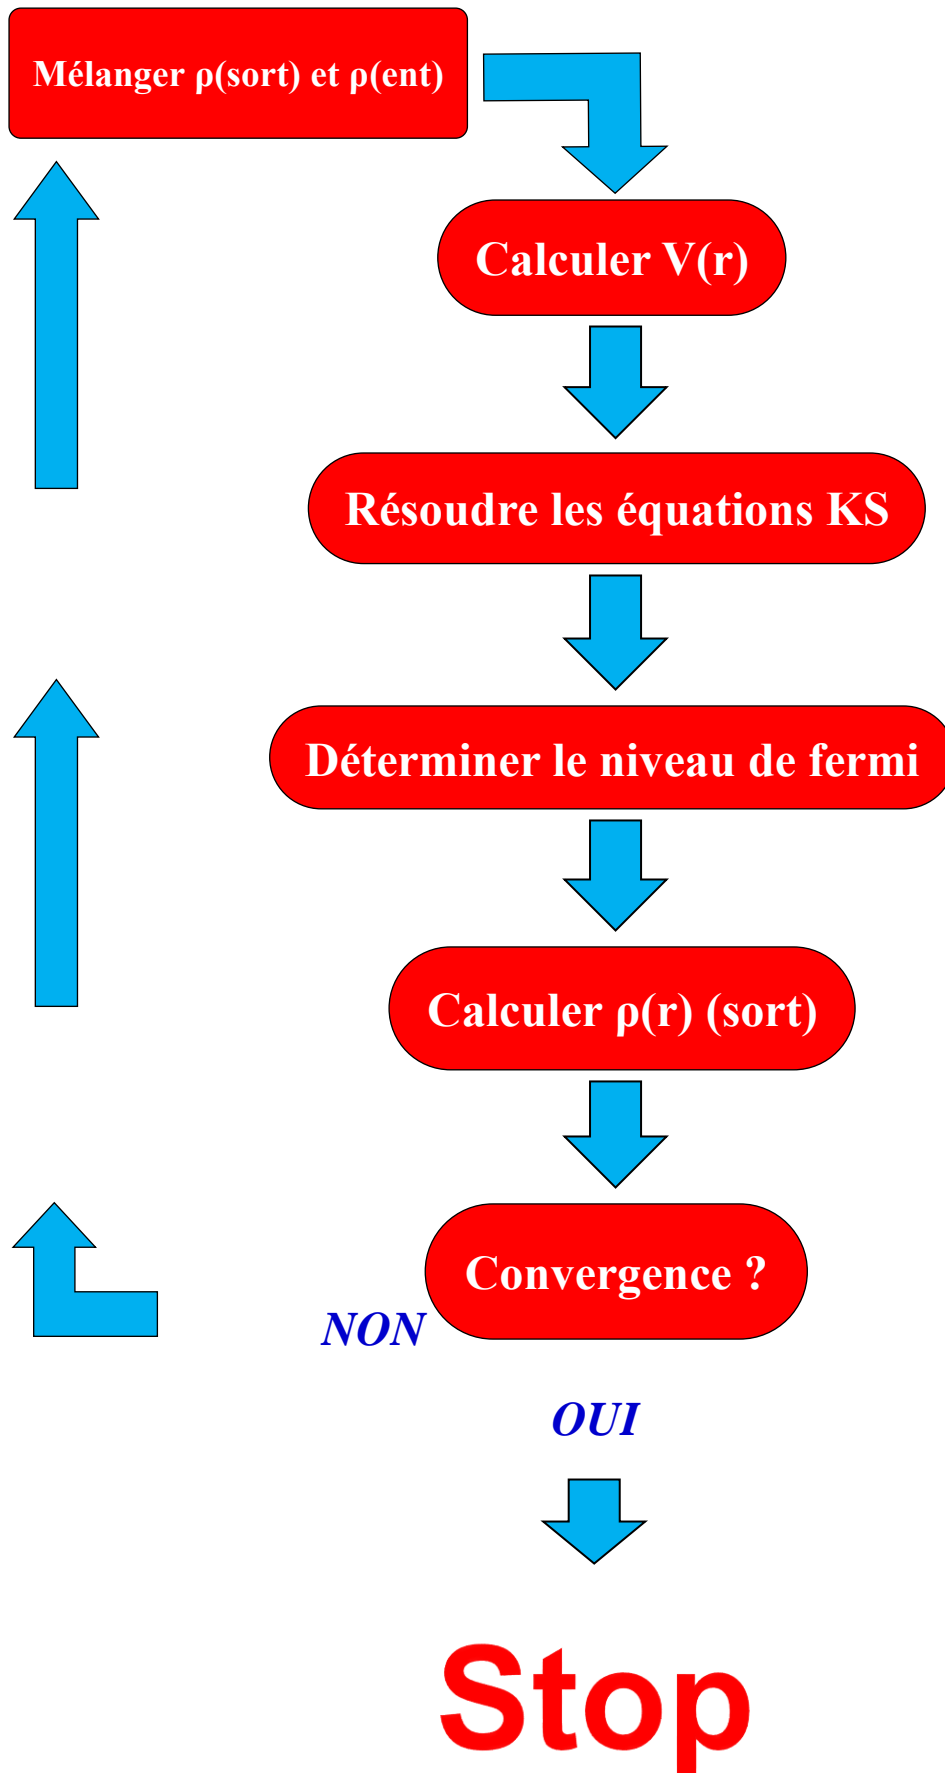 Mélanger ρ(sort) et ρ(ent)
Calculer V(r)
Résoudre les équations KS
Déterminer le niveau de fermi
Calculer ρ(r) (sort)
Convergence ?
NON
OUI
Stop